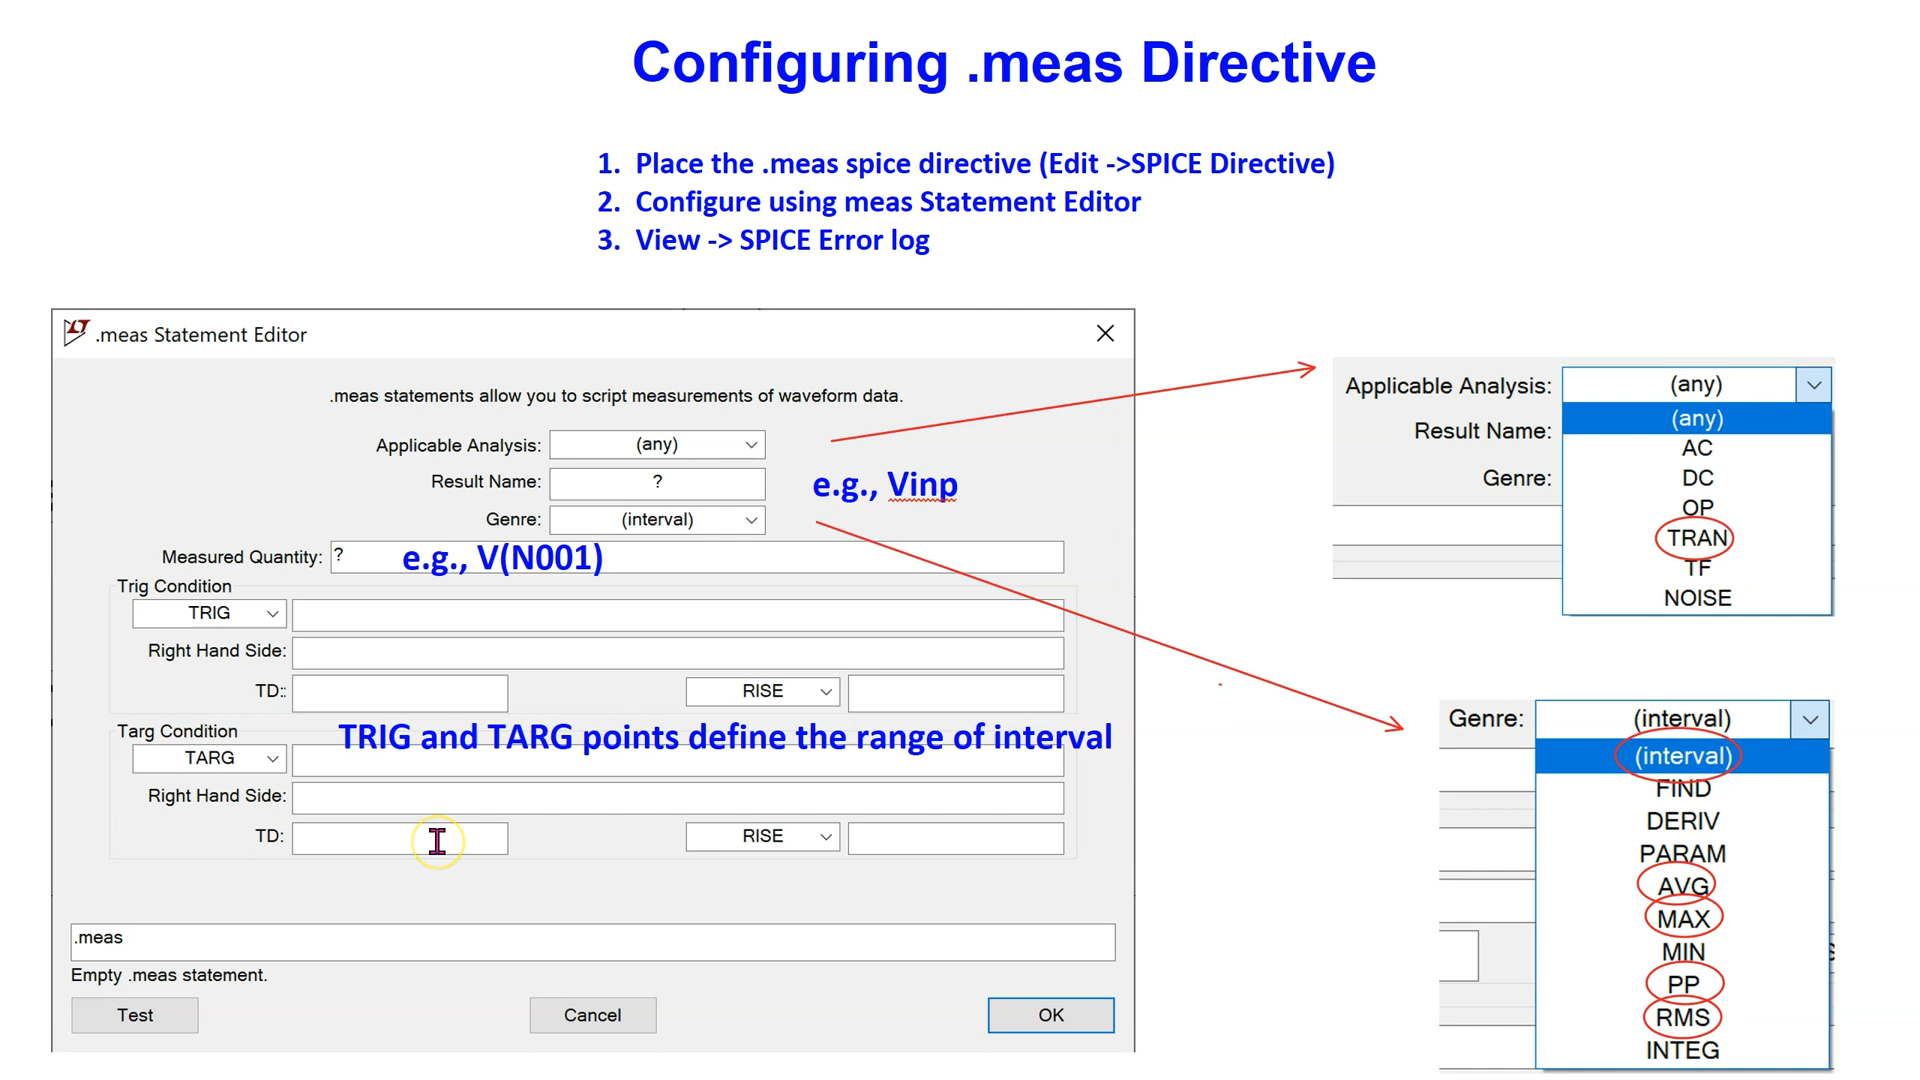 Configuring .meas Directive
1. Place the .meas spice directive (Edit ->SPICE Directive)
2. Configure using meas Statement Editor
3. View -> SPICE Error log
.meas Statement Editor
.meas statements allow you to script measurements of waveform data.
Applicable Analysis: (any)
Result Name: ?
e.g., Vinp
Genre: (interval)
Measured Quantity: ?
e.g., V(N001)
Trig Condition
TRIG
Right Hand Side:
TD::
RISE
Targ Condition
TRIG and TARG points define the range of interval
TARG
Right Hand Side:
TD:
RISE
.meas
Empty .meas statement.
Test
Cancel
OK
Applicable Analysis: (any)
(any)
Result Name:
AC
Genre:
DC
OP
TRAN
TF
NOISE
Genre: (interval)
(interval)
FIND
DERIV
PARAM
AVG
MAX
MIN
PP
RMS
INTEG